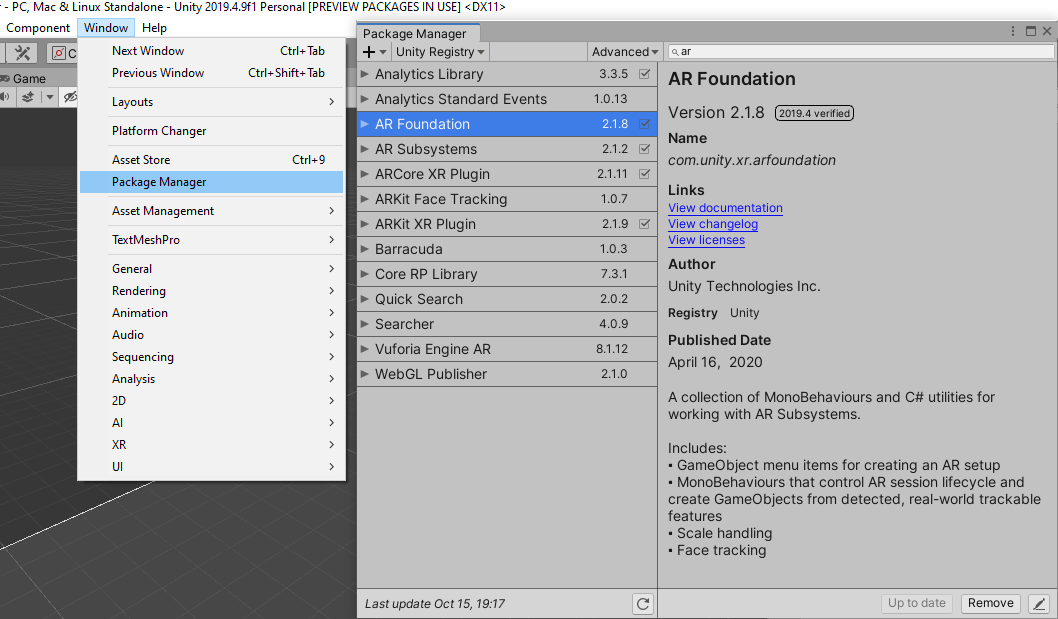 r - PC, Mac & Linux Standalone - Unity 2019.4.9f1 Personal [PREVIEW PACKAGES IN USE] <DX11>
Component Window Help
C
Game
Next Window Ctrl+Tab
Previous Window Ctrl+Shift+Tab
Layouts
Platform Changer
Asset Store Ctrl+9
Package Manager
Asset Management
TextMeshPro
General
Rendering
Animation
Audio
Sequencing
Analysis
2D
AI
XR
UI
Package Manager
+ Unity Registry Advanced ar
Analytics Library 3.3.5
Analytics Standard Events 1.0.13
AR Foundation 2.1.8
AR Subsystems 2.1.2
ARCore XR Plugin 2.1.11
ARKit Face Tracking 1.0.7
ARKit XR Plugin 2.1.9
Barracuda 1.0.3
Core RP Library 7.3.1
Quick Search 2.0.2
Searcher 4.0.9
Vuforia Engine AR 8.1.12
WebGL Publisher 2.1.0
Last update Oct 15, 19:17
AR Foundation
Version 2.1.8 2019.4 verified
Name
com.unity.xr.arfoundation
Links
View documentation
View changelog
View licenses
Author
Unity Technologies Inc.
Registry Unity
Published Date
April 16, 2020
A collection of MonoBehaviours and C# utilities for
working with AR Subsystems.
Includes:
▪ GameObject menu items for creating an AR setup
▪ MonoBehaviours that control AR session lifecycle and
create GameObjects from detected, real-world trackable
features
▪ Scale handling
▪ Face tracking
Up to date Remove